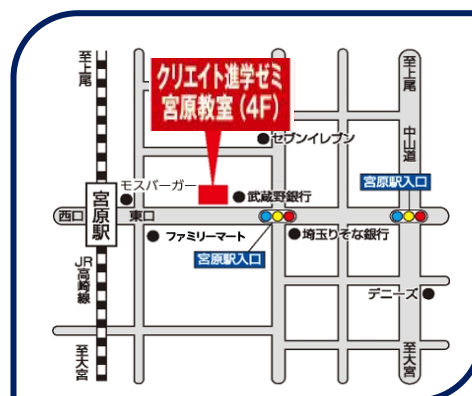 至上尾
クリエイト進学ゼミ
宮原教室(4F)
至上尾
中山道
セブンイレブン
宮原駅入口
モスバーガー
武蔵野銀行
西口
宮原駅
東口
ファミリーマート
埼玉りそな銀行
宮原駅入口
JR高崎線
デニーズ
至大宮
至大宮